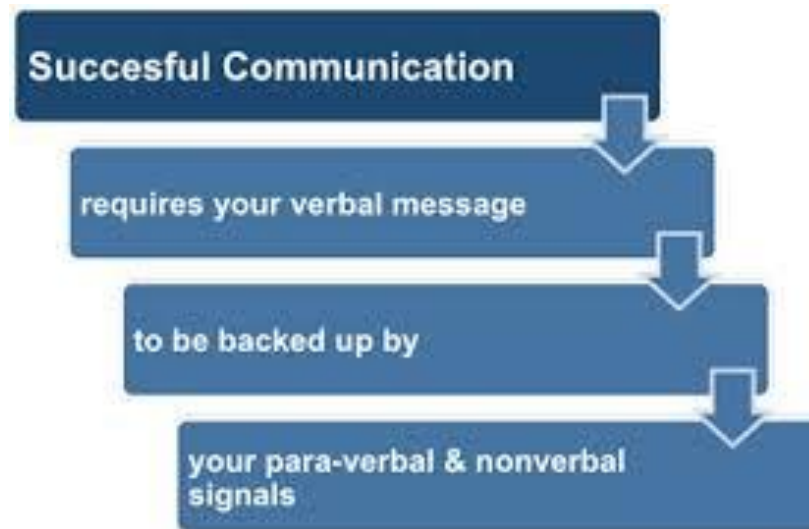 Succesful Communication
requires your verbal message
to be backed up by
your para-verbal & nonverbal
signals